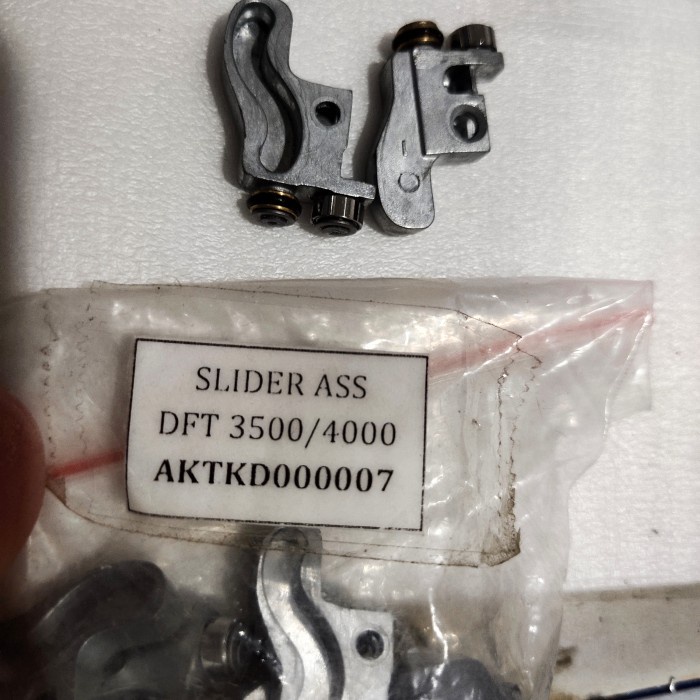 SLIDER ASS
DFT 3500/4000
AKTKD000007